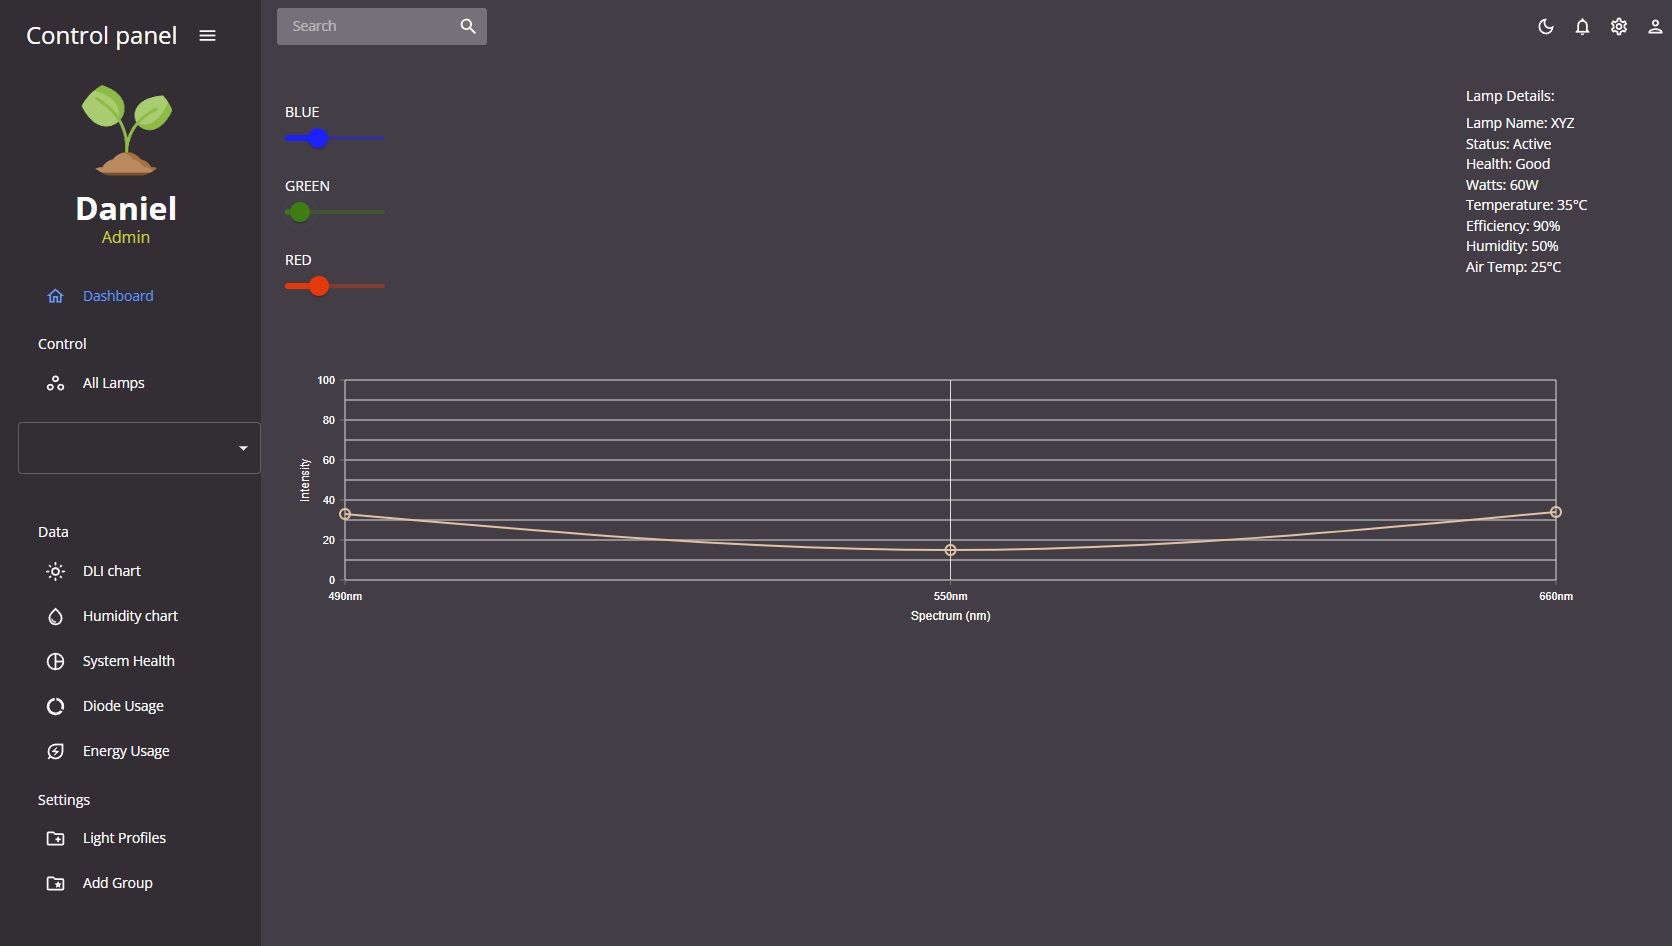 Control panel
Search
Daniel
Admin
Dashboard
Control
All Lamps
Data
DLI chart
Humidity chart
System Health
Diode Usage
Energy Usage
Settings
Light Profiles
Add Group
BLUE
GREEN
RED
Lamp Details:
Lamp Name: XYZ
Status: Active
Health: Good
Watts: 60W
Temperature: 35°C
Efficiency: 90%
Humidity: 50%
Air Temp: 25°C
100
80
60
40
20
0
Intensity
490nm
550nm
660nm
Spectrum (nm)